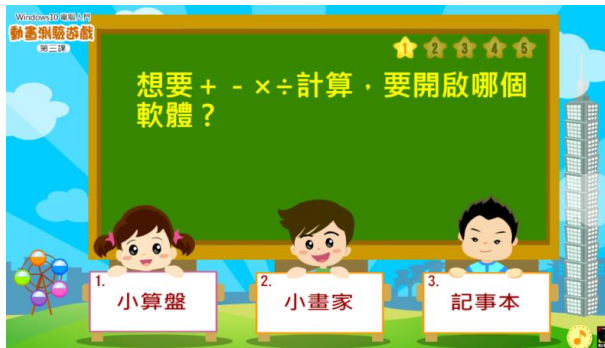 Windows10 電腦入門
動畫測驗遊戲
第三課
1 2 3 4 5
想要+ - ×÷計算,要開啟哪個
軟體?
1. 小算盤
2. 小畫家
3. 記事本